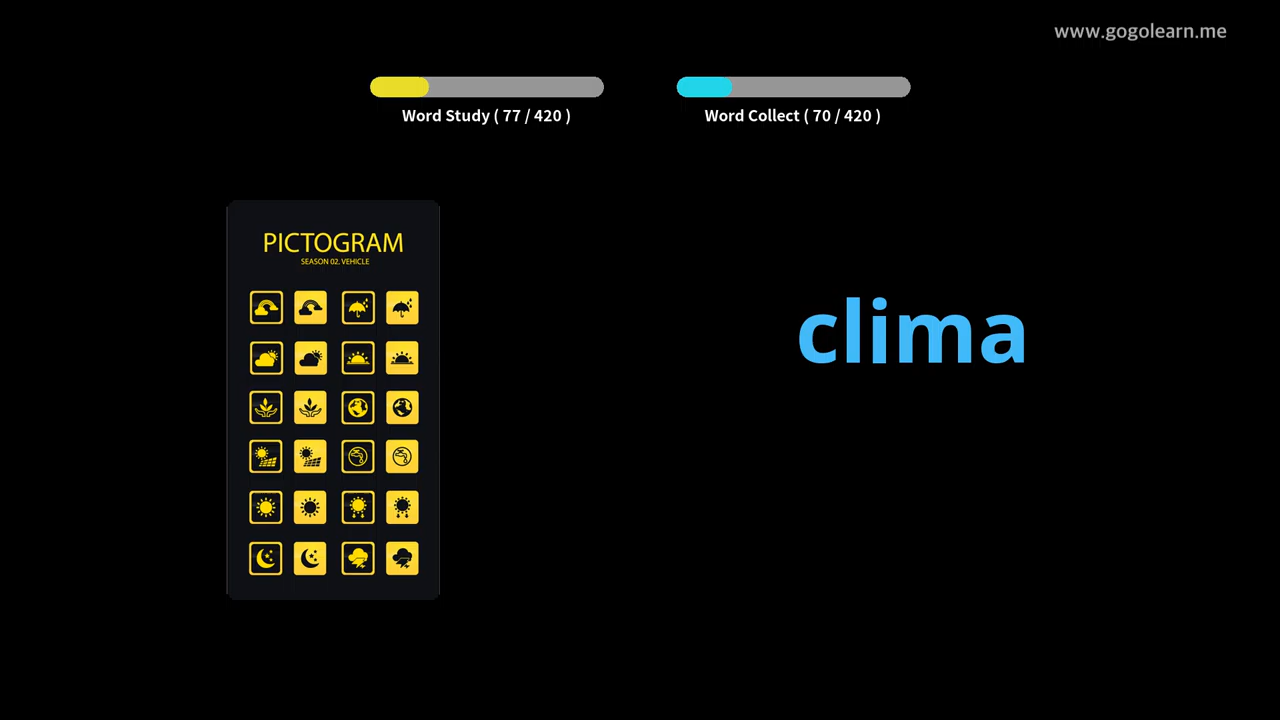 www.gogolearn.me
Word Study ( 77 / 420 )
Word Collect ( 70 / 420 )
PICTOGRAM
SEASON 02. VEHICLE
clima